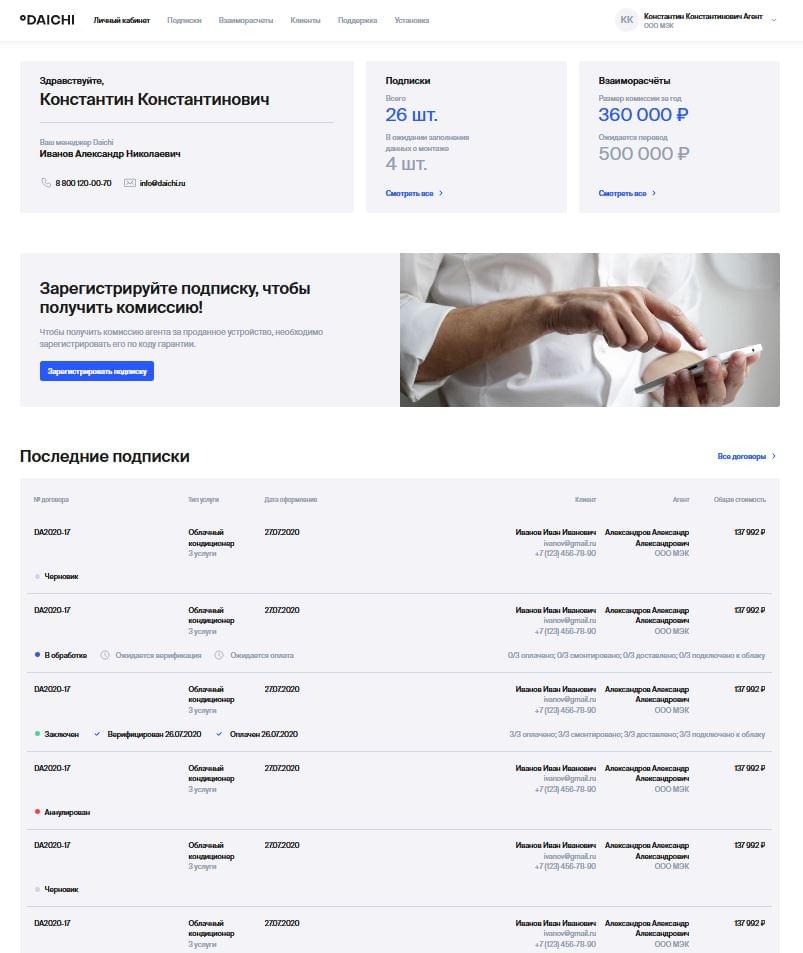 °DAICHI Личный кабинет Подписки Взаиморасчеты Клиенты Поддержка Установка КК Константин Константинович Агент
ООО МЭК
Здравствуйте,
Константин Константинович
Ваш менеджер Daichi
Иванов Александр Николаевич
8 800 120-00-70 info@daichi.ru
Подписки
Всего
26 шт.
В ожидании заполнения
данных о монтаже
4 шт.
Смотреть все
Взаиморасчёты
Размер комиссии за год
360 000 ₽
Ожидается перевод
500 000 ₽
Смотреть все
Зарегистрируйте подписку, чтобы
получить комиссию!
Чтобы получить комиссию агента за проданное устройство, необходимо
зарегистрировать его по коду гарантии.
Зарегистрировать подписку
Последние подписки Все договоры
№ договора Тип услуги Дата оформления Клиент Агент Общая стоимость
DA2020-17 Облачный 27.07.2020 Иванов Иван Иванович Александров Александр 137 992 ₽
кондиционер ivanov@gmail.ru Александрович
3 услуги +7 (123) 456-78-90 ООО МЭК
Черновик
DA2020-17 Облачный 27.07.2020 Иванов Иван Иванович Александров Александр 137 992 ₽
кондиционер ivanov@gmail.ru Александрович
3 услуги +7 (123) 456-78-90 ООО МЭК
В обработке Ожидается верификация Ожидается оплата 0/3 оплачено; 0/3 смонтировано; 0/3 доставлено; 0/3 подключено к облаку
DA2020-17 Облачный 27.07.2020 Иванов Иван Иванович Александров Александр 137 992 ₽
кондиционер ivanov@gmail.ru Александрович
3 услуги +7 (123) 456-78-90 ООО МЭК
Заключен Верифицирован 26.07.2020 Оплачен 26.07.2020 3/3 оплачено; 3/3 смонтировано; 3/3 доставлено; 3/3 подключено к облаку
DA2020-17 Облачный 27.07.2020 Иванов Иван Иванович Александров Александр 137 992 ₽
кондиционер ivanov@gmail.ru Александрович
3 услуги +7 (123) 456-78-90 ООО МЭК
Аннулирован
DA2020-17 Облачный 27.07.2020 Иванов Иван Иванович Александров Александр 137 992 ₽
кондиционер ivanov@gmail.ru Александрович
3 услуги +7 (123) 456-78-90 ООО МЭК
Черновик
DA2020-17 Облачный 27.07.2020 Иванов Иван Иванович Александров Александр 137 992 ₽
кондиционер ivanov@gmail.ru Александрович
3 услуги +7 (123) 456-78-90 ООО МЭК